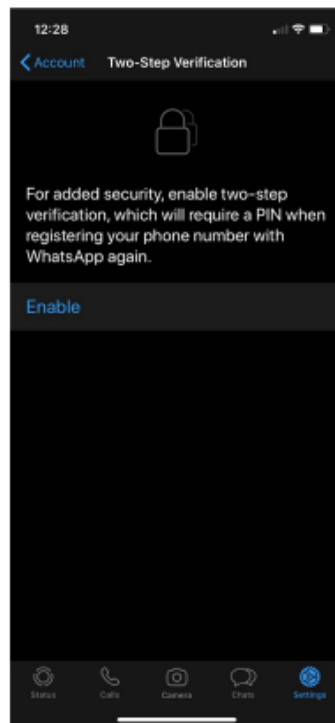 12:28
Account
Two-Step Verification
For added security, enable two-step
verification, which will require a PIN when
registering your phone number with
WhatsApp again.
Enable
Status Calls Camera Chats Settings